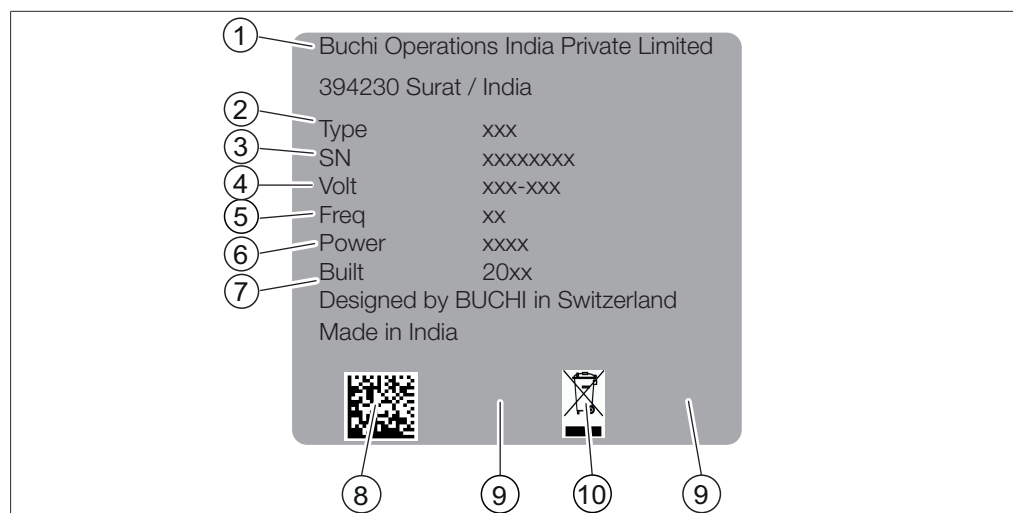 1 Buchi Operations India Private Limited
394230 Surat / India
2 Type xxx
3 SN xxxxxxxx
4 Volt xxx-xxx
5 Freq xx
6 Power xxxx
7 Built 20xx
Designed by BUCHI in Switzerland
Made in India
8 9 10 9